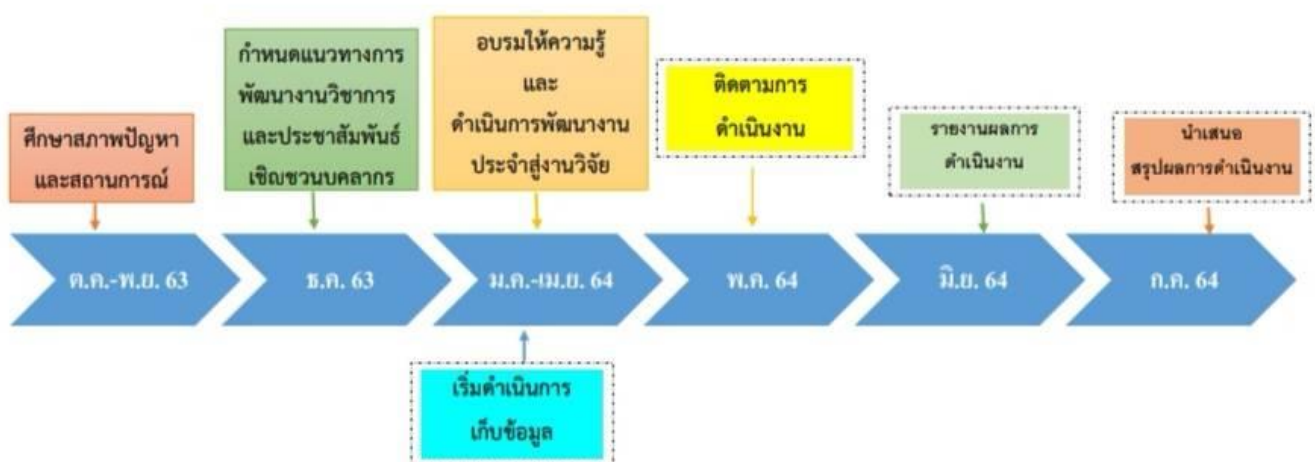 ศึกษาสภาพปัญหา
และสถานการณ์
กำหนดแนวทางการ
พัฒนางานวิชาการ
และประชาสัมพันธ์
เชิญชวนบุคลากร
อบรมให้ความรู้
และ
ดำเนินการพัฒนางาน
ประจำสู่งานวิจัย
ติดตามการ
ดำเนินงาน
รายงานผลการ
ดำเนินงาน
นำเสนอ
สรุปผลการดำเนินงาน
ต.ค.-พ.ย. 63
ธ.ค. 63
ม.ค.-เม.ย. 64
พ.ค. 64
มิ.ย. 64
ก.ค. 64
เริ่มดำเนินการ
เก็บข้อมูล